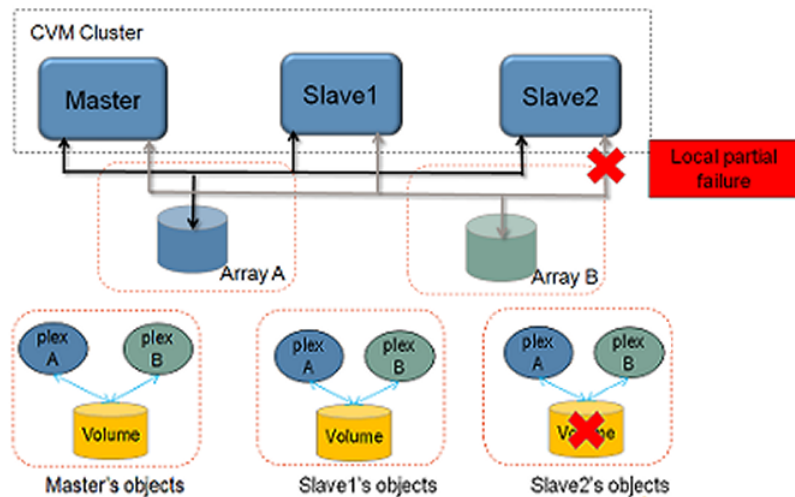 CVM Cluster
Master
Slave1
Slave2
Local partial
failure
Array A
Array B
plex
A
plex
B
Volume
plex
A
plex
B
Volume
plex
A
plex
B
Volume
Master's objects
Slave1's objects
Slave2's objects